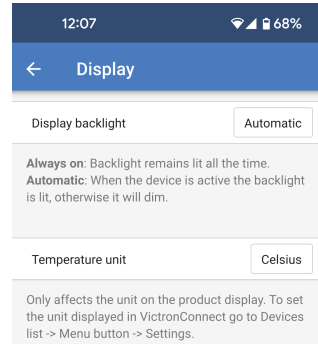 12:07 68%
Display
Display backlight Automatic
Always on: Backlight remains lit all the time.
Automatic: When the device is active the backlight
is lit, otherwise it will dim.
Temperature unit Celsius
Only affects the unit on the product display. To set
the unit displayed in VictronConnect go to Devices
list -> Menu button -> Settings.